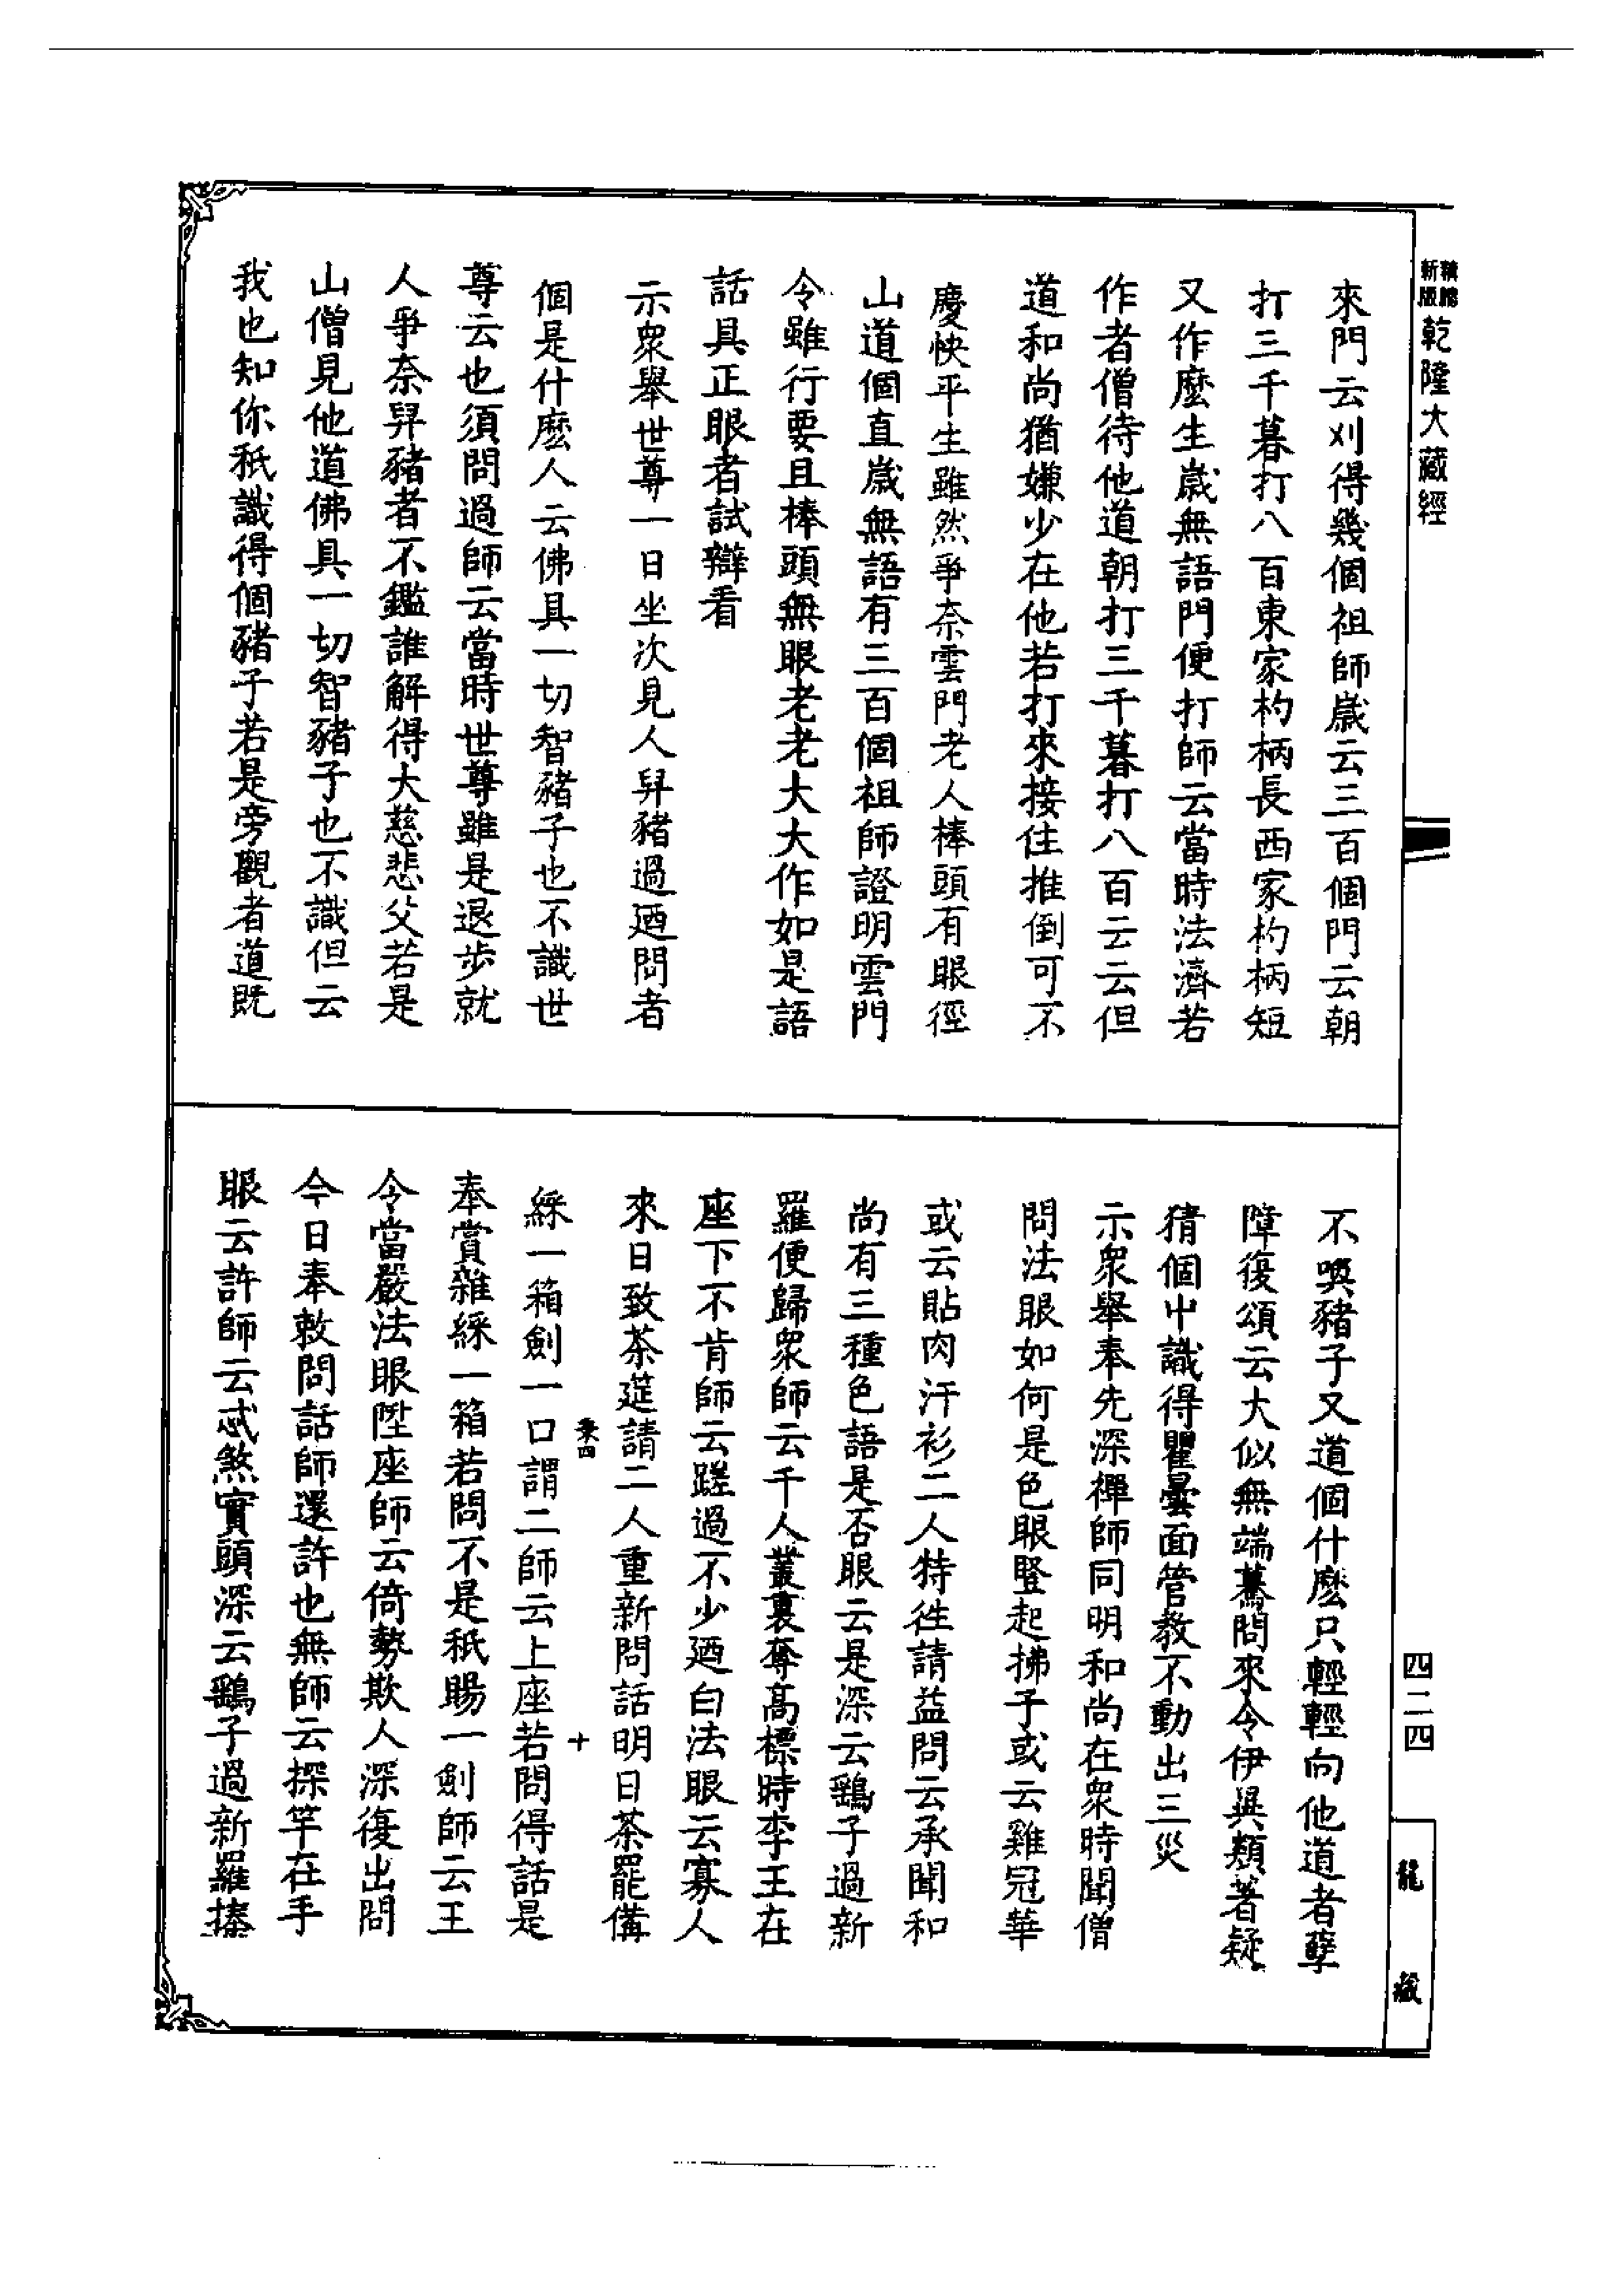 乾隆大藏經
來門云刈得幾個祖師歲云三百個門云朝
打三千暮打八百東家杓柄長西家杓柄短
又作麼生歲無語門便打師云當時法濟若
作者僧待他道朝打三千暮打八百云云但
道和尚猶嫌少在他若打來接住推倒可不
慶快平生雖然爭奈雲門老人棒頭有眼徑
山道個直歲無語有三百個祖師證明雲門
令雖行要且棒頭無眼老老大大作如是語
話具正眼者試辯看
示衆舉世尊一日坐次見人舁豬過廼問者
個是什麽人云佛具一切智豬子也不識世
尊云也須問過師云當時世尊雖是退步就
人爭奈舁豬者不鑑誰解得大慈悲父若是
山僧見他道佛具一切智豬子也不識但云
我也知你秖識得個豬子若是旁觀者道既
不喚豬子又道個什麽只輕輕向他道者孽
障復頌云大似無端驀問來令伊異類著疑
猜個中識得瞿曇面管教不動出三災
示衆舉奉先深禪師同明和尚在衆時聞僧
問法眼如何是色眼豎起拂子或云雞冠華
或云貼肉汗衫二人特徃請益問云承聞和
尚有三種色語是否眼云是深云鷂子過新
羅便歸衆師云千人叢裏奪高標時李王在
座下不肯師云蹉過不少廼白法眼云寡人
來日致茶筵請二人重新問話明日茶罷備
綵一箱劍一口謂二師云上座若問得話是
奉賞雜綵一箱若問不是秖賜一劍師云王
令當嚴法眼陞座師云倚勢欺人深復出問
今日奉敕問話師還許也無師云探竿在手
眼云許師云忒煞實頭深云鷂子過新羅捧
四二四
龍藏